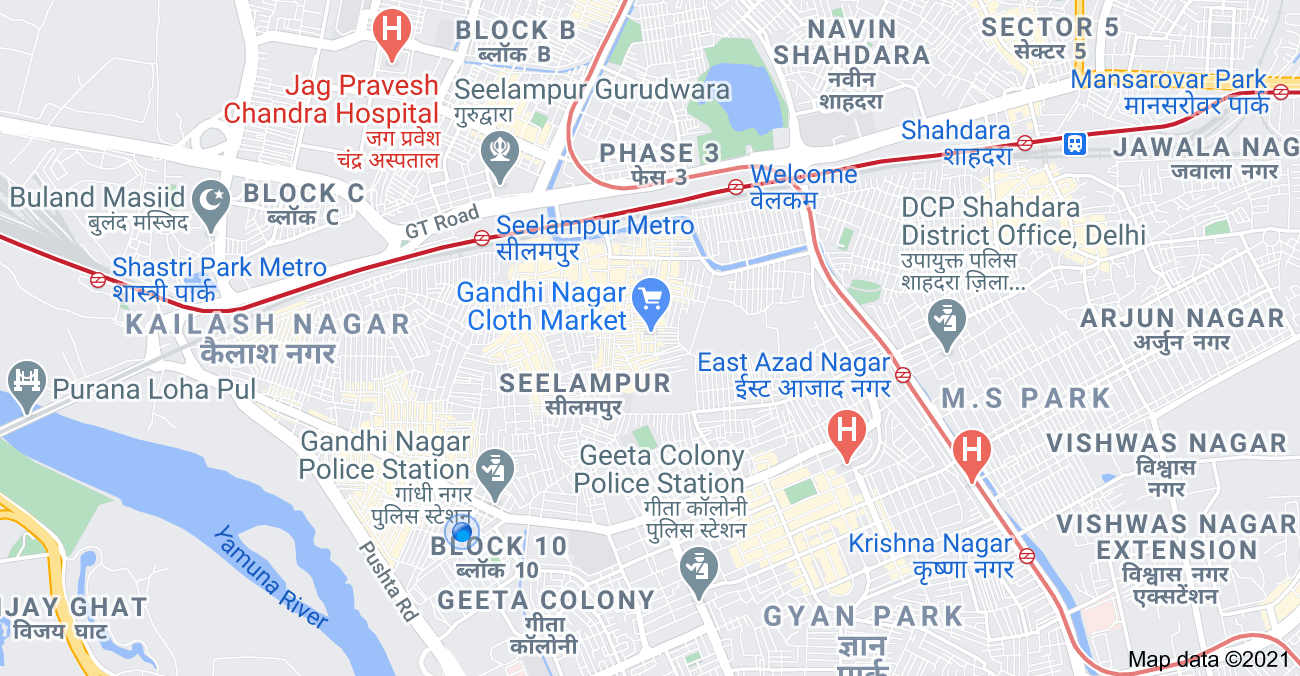 BLOCK B
ब्लॉक B
NAVIN
SHAHDARA
नवीन
शाहदरा
SECTOR 5
सेक्टर 5
Jag Pravesh
Chandra Hospital
जग प्रवेश
चंद्र अस्पताल
Seelampur Gurudwara
गुरुद्वारा
Mansarovar Park
मानसरोवर पार्क
Shahdara
शाहदरा
JAWALA NAG
जवाला नगर
PHASE 3
फेस 3
Welcome
वेलकम
Buland Masjid
बुलंद मस्जिद
BLOCK C
ब्लॉक C
GT Road
Seelampur Metro
सीलमपुर
DCP Shahdara
District Office, Delhi
उपायुक्त पलिस
शाहदरा ज़िला...
Shastri Park Metro
शास्त्री पार्क
Gandhi Nagar
Cloth Market
KAILASH NAGAR
कैलाश नगर
ARJUN NAGAR
अर्जुन नगर
East Azad Nagar
ईस्ट आजाद नगर
Purana Loha Pul
SEELAMPUR
सीलमपुर
M.S PARK
Gandhi Nagar
Police Station
गांधी नगर
पुलिस स्टेशन
Geeta Colony
Police Station
गीता कॉलोनी
पुलिस स्टेशन
VISHWAS NAGAR
विश्वास
नगर
VISHWAS NAGAR
EXTENSION
विश्वास नगर
एक्सटेंशन
BLOCK 10
ब्लॉक 10
Krishna Nagar
कृष्णा नगर
Yamuna River
Pushta Rd
IJAY GHAT
विजय घाट
GEETA COLONY
गीता
कॉलोनी
GYAN PARK
ज्ञान
पार्क
Map data ©2021